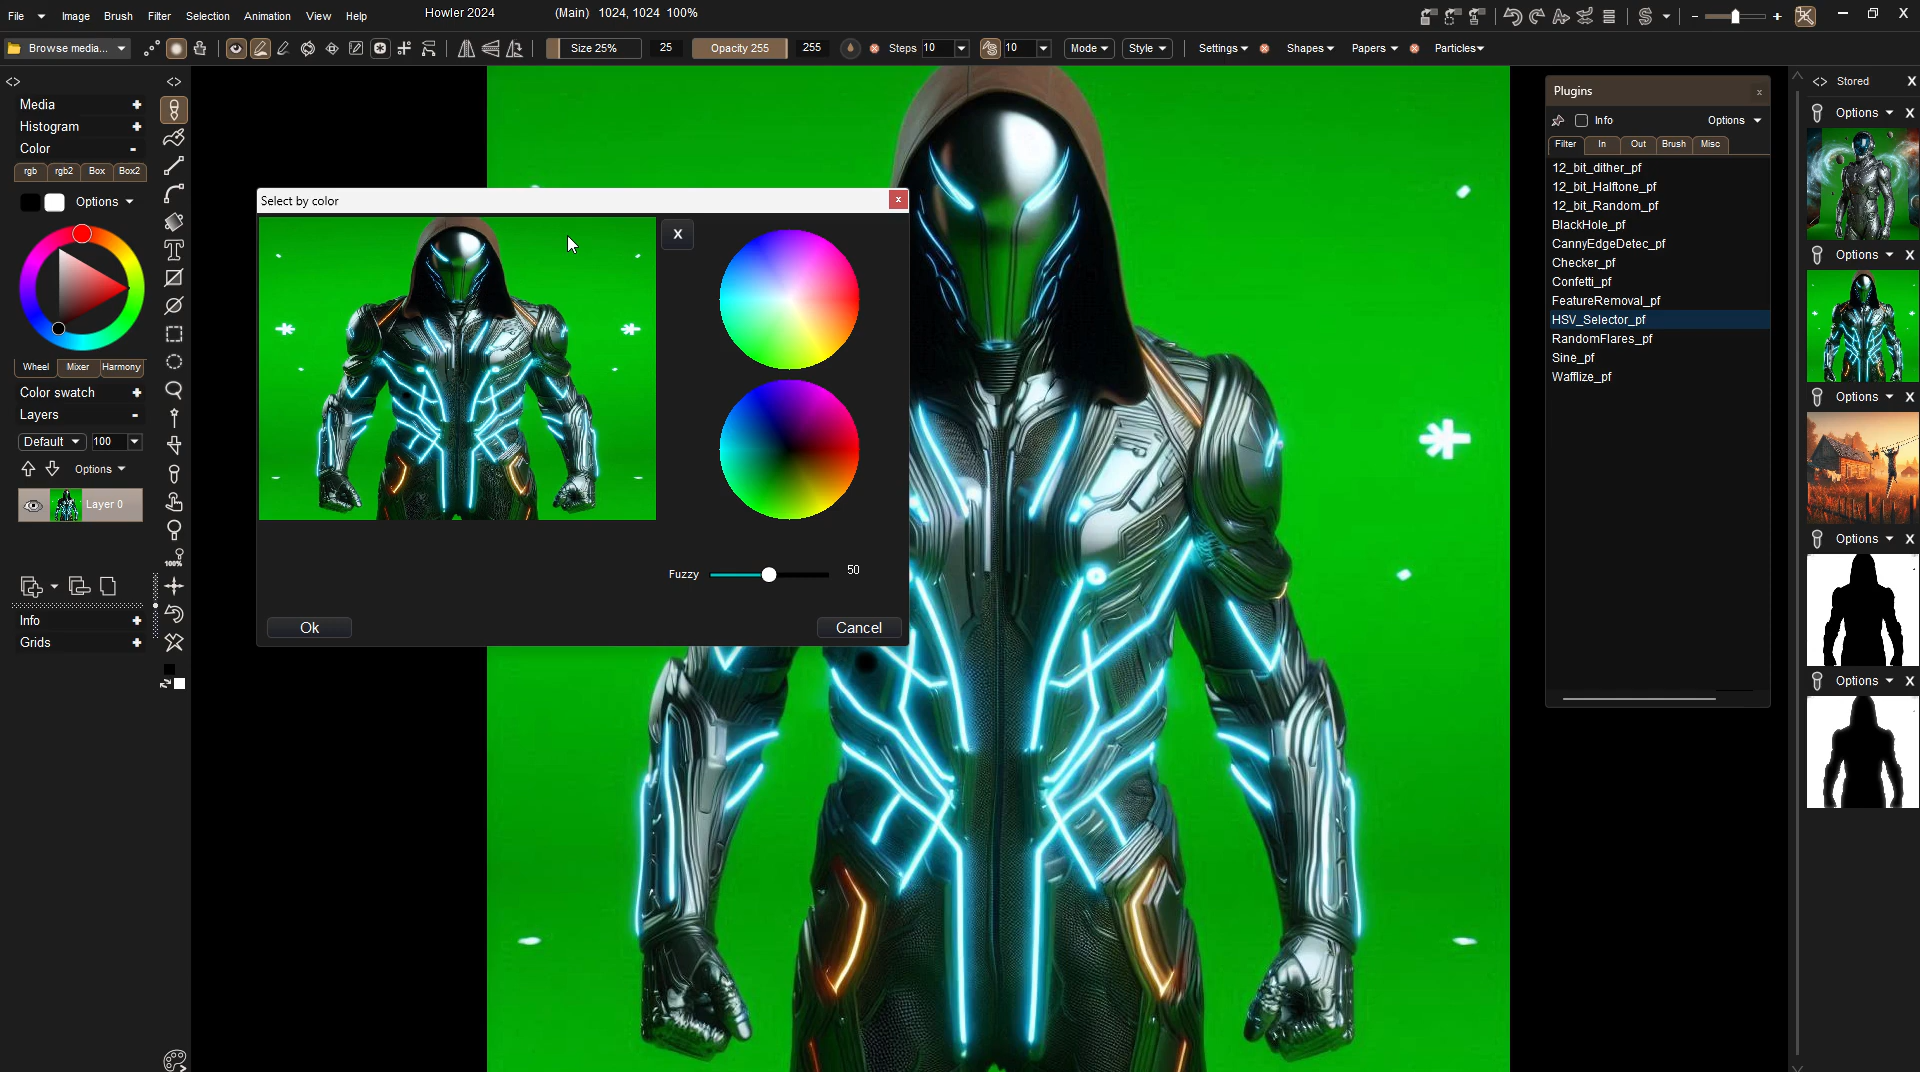 File Image Brush Filter Selection Animation View Help Howler 2024 (Main) 1024, 1024 100%
Browse media... Size 25% 25 Opacity 255 255 Steps 10 10 Mode Style Settings Shapes Papers Particles
Media
Histogram
Color
rgb rgb2 Box Box2
Options
Wheel Mixer Harmony
Color swatch
Layers
Default 100
Options
Layer 0
Info
Grids
100%
Select by color
X
Fuzzy 50
Ok Cancel
Plugins
Info Options
Filter In Out Brush Misc
12_bit_dither_pf
12_bit_Halftone_pf
12_bit_Random_pf
BlackHole_pf
CannyEdgeDetec_pf
Checker_pf
Confetti_pf
FeatureRemoval_pf
HSV_Selector_pf
RandomFlares_pf
Sine_pf
Wafflize_pf
Stored X
Options X
Options X
Options X
Options X
Options X